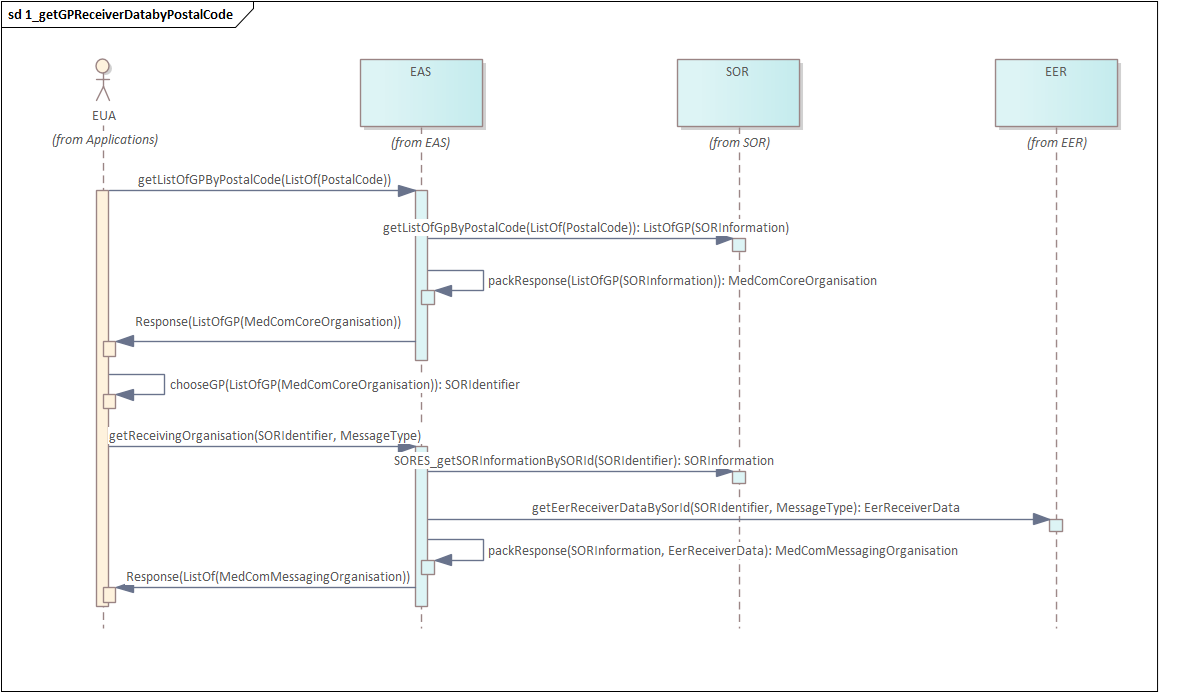 sd 1_getGPReceiverDatabyPostalCode
EUA
(from Applications)
EAS
(from EAS)
SOR
(from SOR)
EER
(from EER)
getListOfGPByPostalCode(ListOf(PostalCode))
getListOfGpByPostalCode(ListOf(PostalCode)): ListOfGP(SORInformation)
packResponse(ListOfGP(SORInformation)): MedComCoreOrganisation
Response(ListOfGP(MedComCoreOrganisation))
chooseGP(ListOfGP(MedComCoreOrganisation)): SORIdentifier
getReceivingOrganisation(SORIdentifier, MessageType)
SORES_getSORInformationBySORId(SORIdentifier): SORInformation
getEerReceiverDataBySorId(SORIdentifier, MessageType): EerReceiverData
packResponse(SORInformation, EerReceiverData): MedComMessagingOrganisation
Response(ListOf(MedComMessagingOrganisation))